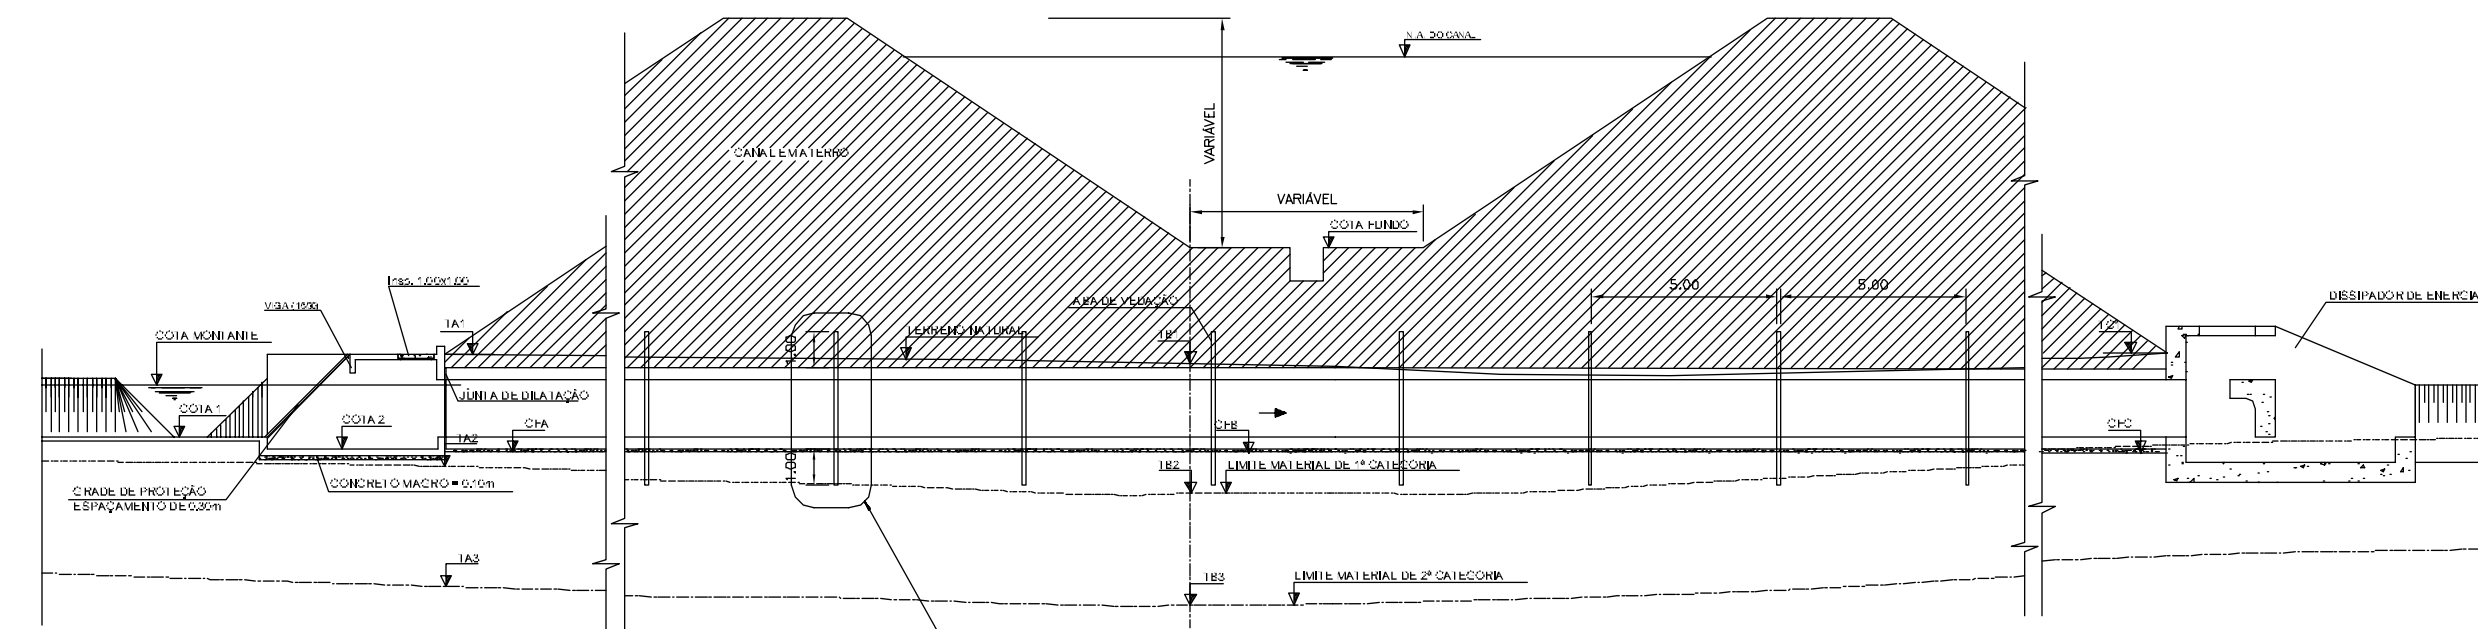 N.A. DO CANAL
VARIÁVEL
CANAL EM ATERRO
VARIÁVEL
COTA FUNDO
Insp. 1.00x1.00
5.00
5.00
ABA DE VEDAÇÃO
DISSIPADOR DE ENERGIA
TA1
TERRENO NATURAL
TB1
COTA MONTANTE
1.00
JUNTA DE DILATAÇÃO
COTA 1
COTA 2
CFA
CFB
CFC
TA2
TB2
LIMITE MATERIAL DE 1ª CATEGORIA
1.00
CONCRETO MAGRO = 0.10m
GRADE DE PROTEÇÃO
ESPAÇAMENTO DE 0.30m
TA3
TB3
LIMITE MATERIAL DE 2ª CATEGORIA